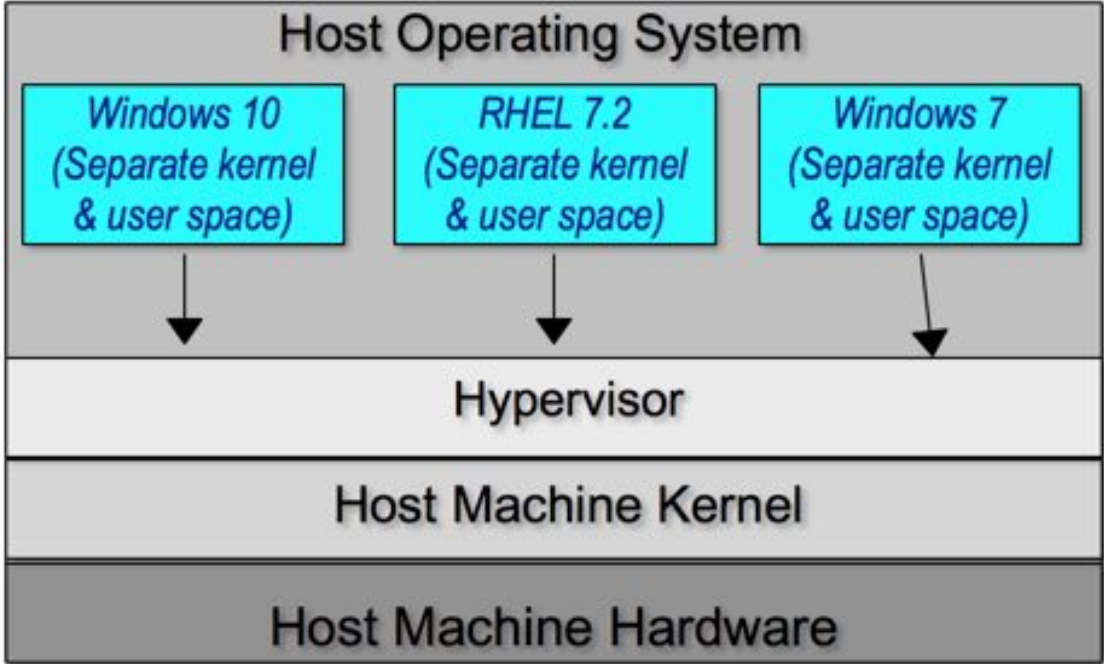 Host Operating System
Windows 10
(Separate kernel
& user space)
RHEL 7.2
(Separate kernel
& user space)
Windows 7
(Separate kernel
& user space)
Hypervisor
Host Machine Kernel
Host Machine Hardware